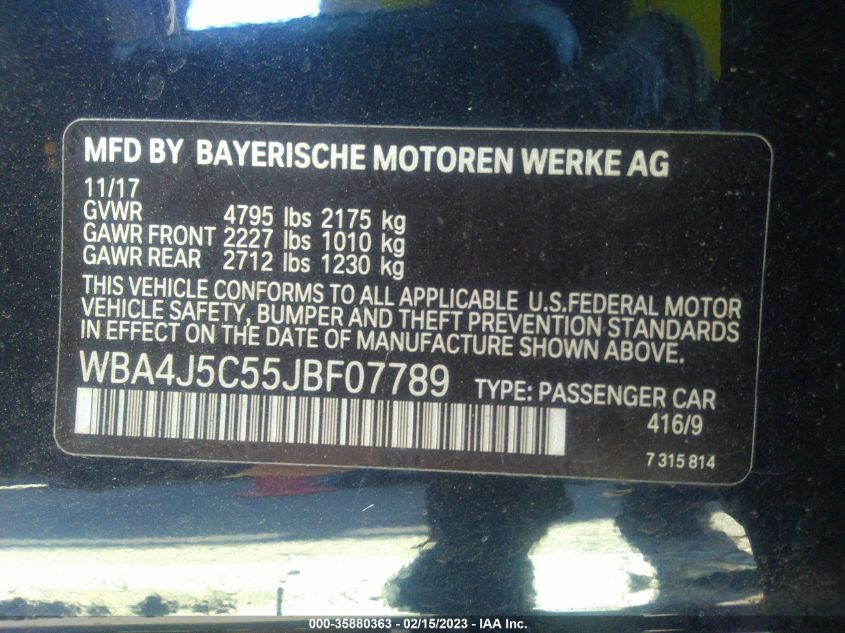 MFD BY BAYERISCHE MOTOREN WERKE AG
11/17
GVWR 4795 lbs 2175 kg
GAWR FRONT 2227 lbs 1010 kg
GAWR REAR 2712 lbs 1230 kg
THIS VEHICLE CONFORMS TO ALL APPLICABLE U.S.FEDERAL MOTOR
VEHICLE SAFETY, BUMPER AND THEFT PREVENTION STANDARDS
IN EFFECT ON THE DATE OF MANUFACTURE SHOWN ABOVE.
WBA4J5C55JBF07789 TYPE: PASSENGER CAR
416/9
7 315 814
000-35880363 - 02/15/2023 - IAA Inc.